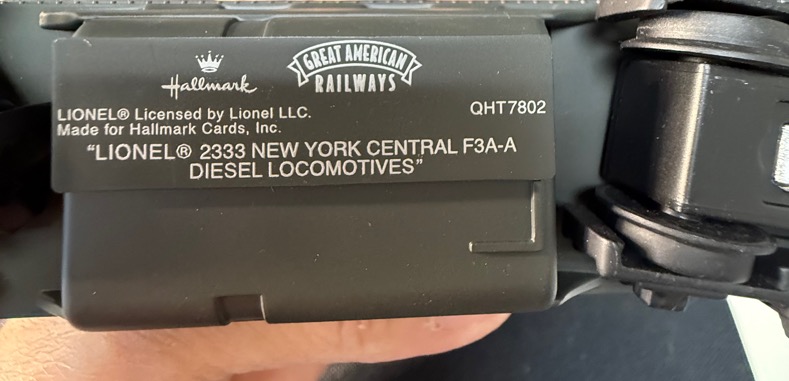 Hallmark
GREAT AMERICAN
RAILWAYS
LIONEL® Licensed by Lionel LLC.
QHT7802
Made for Hallmark Cards, Inc.
“LIONEL® 2333 NEW YORK CENTRAL F3A-A
DIESEL LOCOMOTIVES”